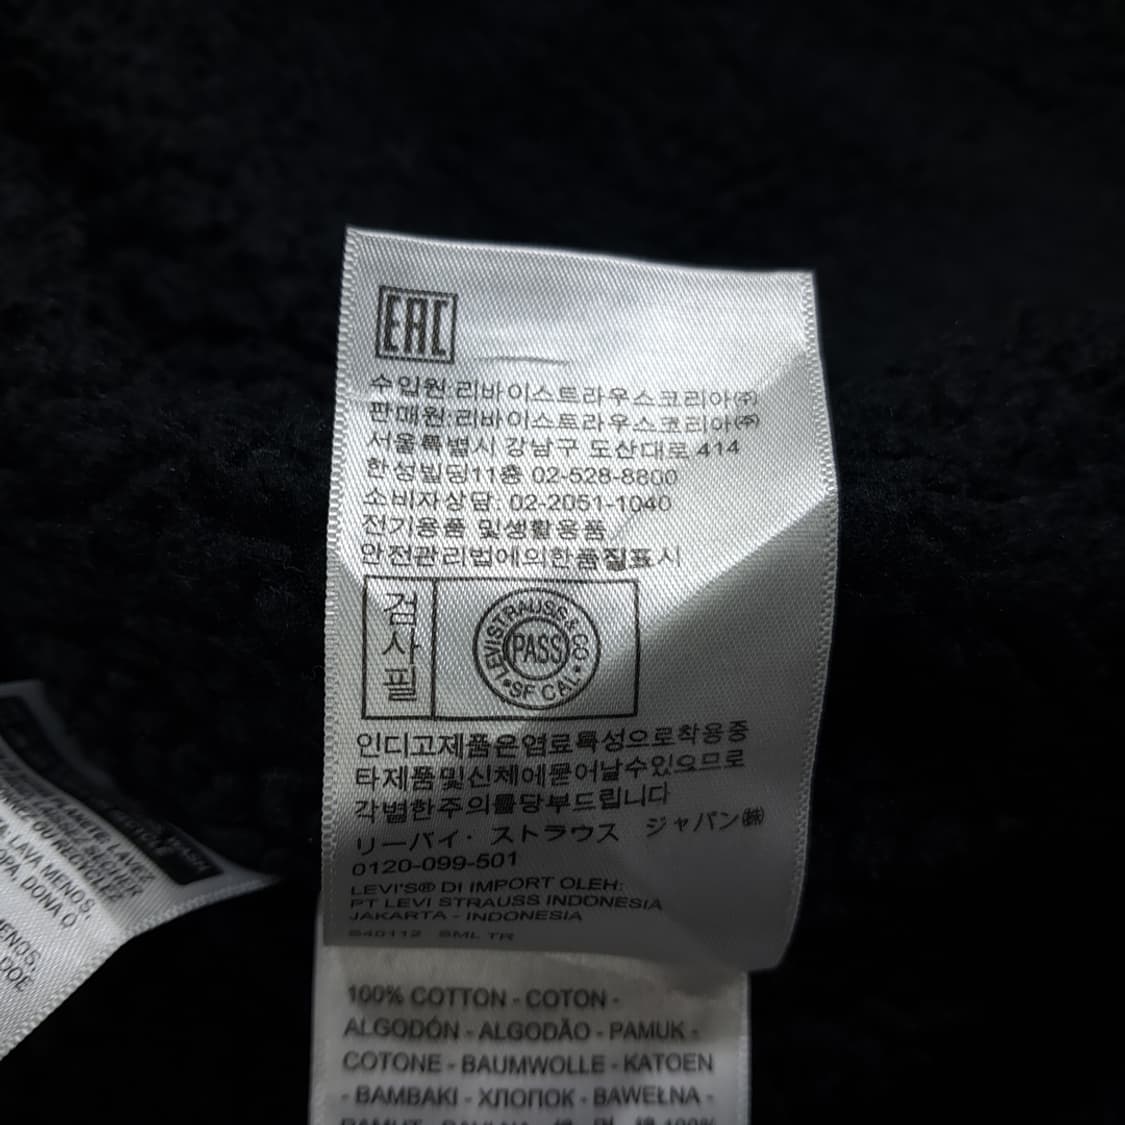 EAC
수입원:리바이스트라우스코리아㈜
판매원:리바이스트라우스코리아㈜
서울특별시 강남구 도산대로 414
한성빌딩11층 02-528-8800
소비자상담: 02-2051-1040
전기용품 및생활용품
안전관리법에의한품질표시
검사필
LEVI STRAUSS & CO
PASS
SF CAL
인디고제품은염료특성으로착용중
타제품및신체에묻어날수있으므로
각별한주의를당부드립니다
リーバイ・ストラウス ジャパン㈱
0120-099-501
LEVI'S® DI IMPORT OLEH:
PT LEVI STRAUSS INDONESIA
JAKARTA - INDONESIA
S40112 SML TR
100% COTTON - COTON -
ALGODÓN - ALGODÃO - PAMUK -
COTONE - BAUMWOLLE - KATOEN
- BAMBAKI - ХЛОПОК - BAWEŁNA -
LAVA MENOS,
DONA O